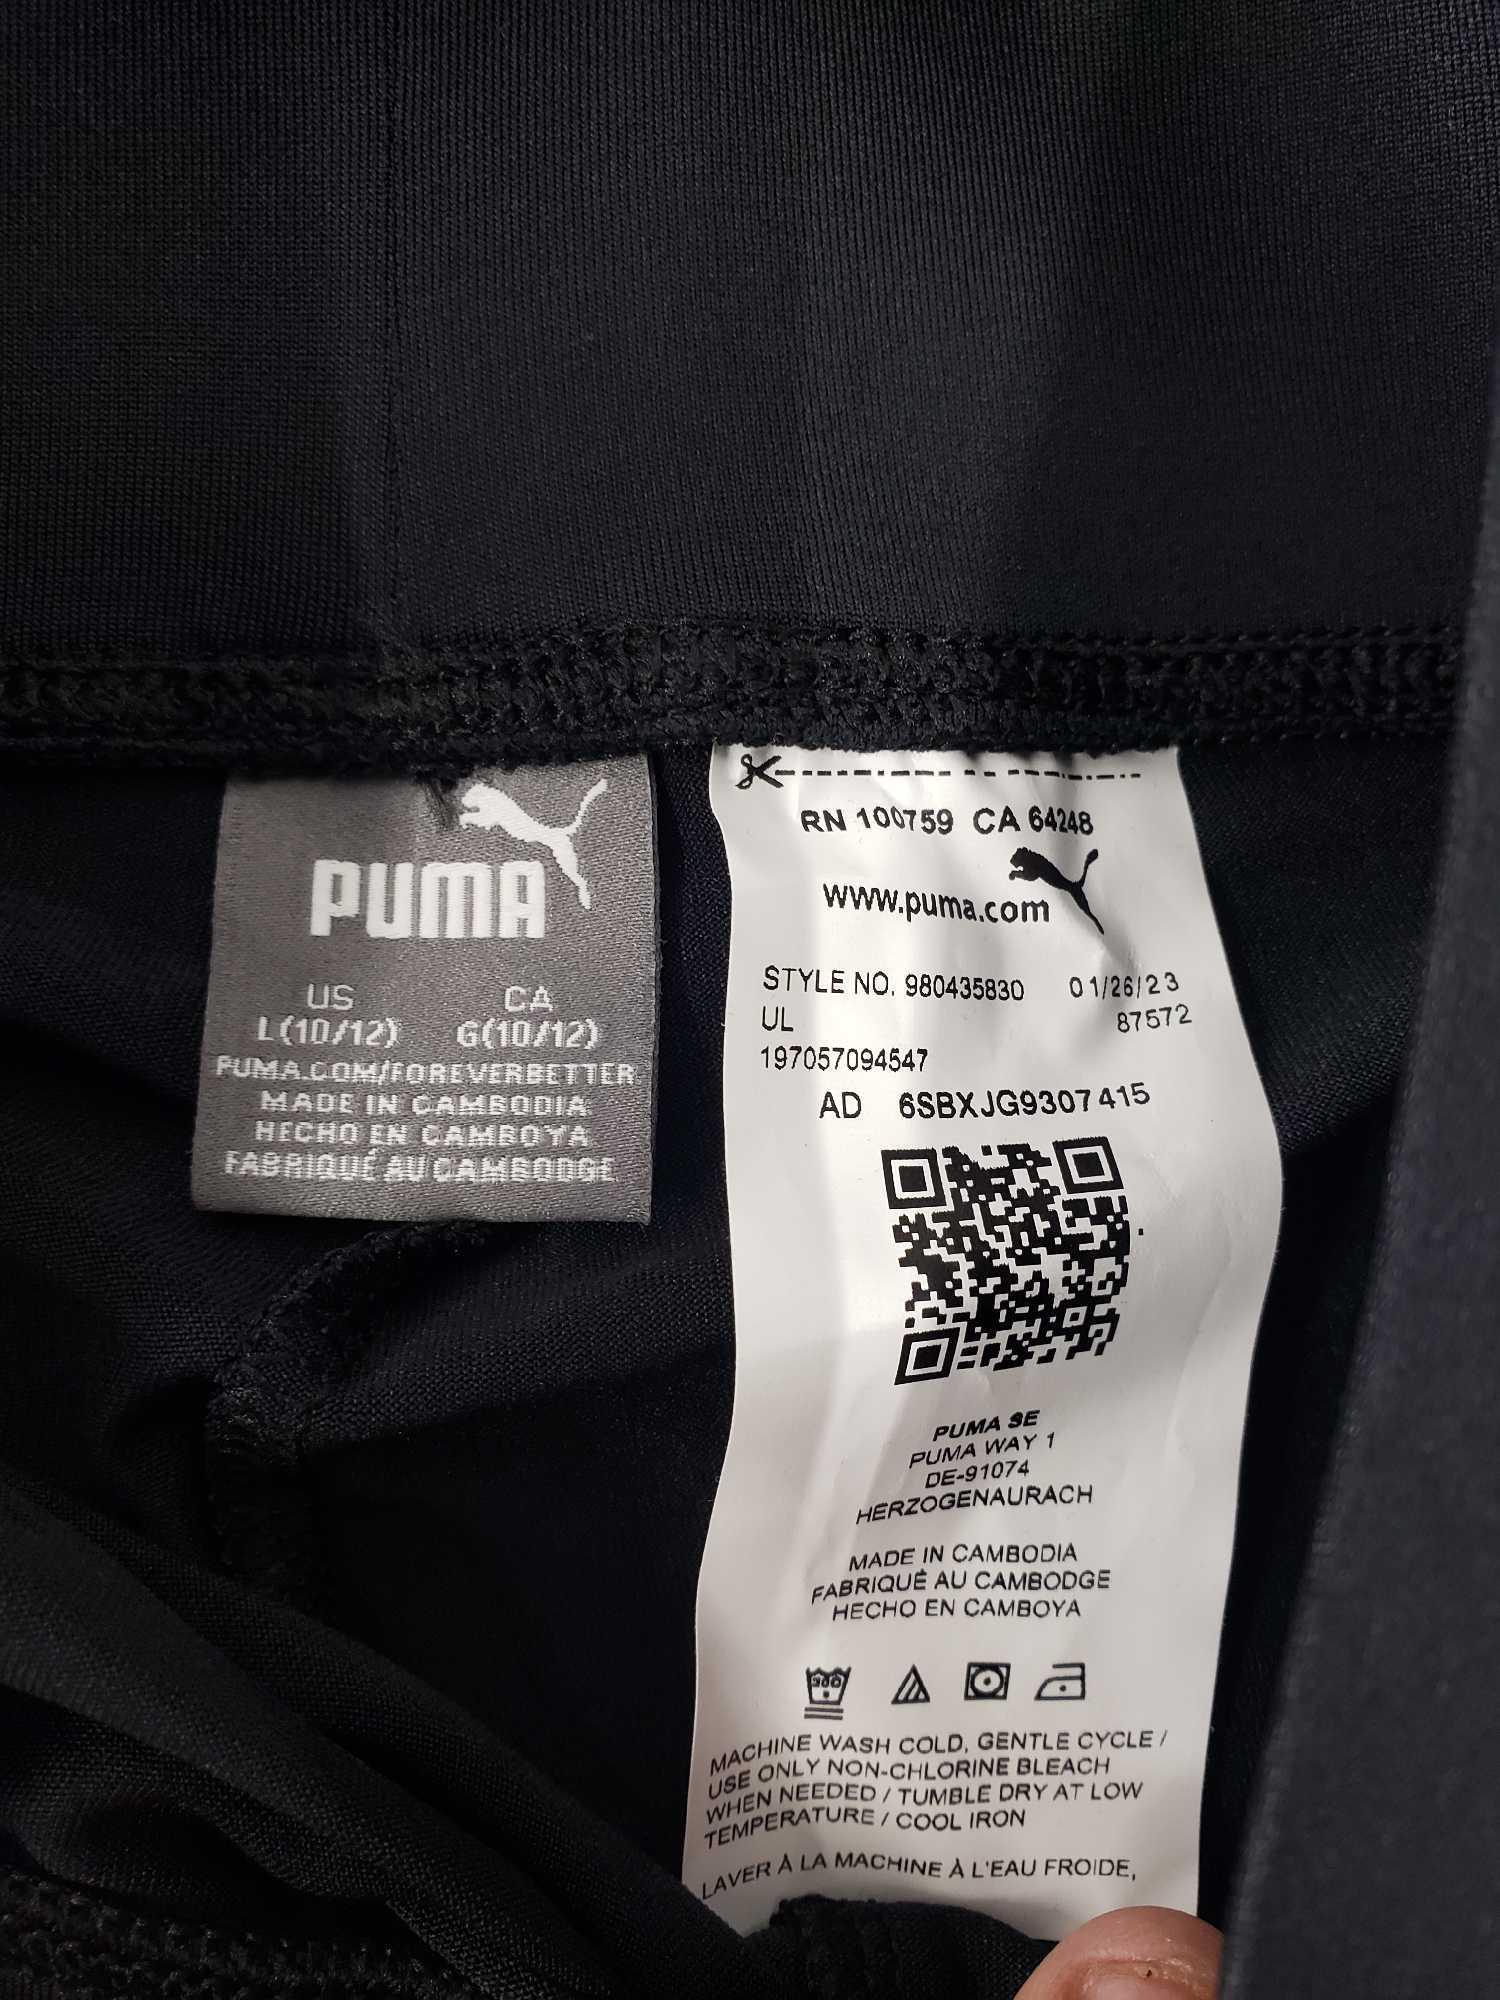 PUMA
US CA
L(10/12) G(10/12)
PUMA.COM/FOREVERBETTER
MADE IN CAMBODIA
HECHO EN CAMBOYA
FABRIQUÉ AU CAMBODGE
RN 100759 CA 64248
www.puma.com
STYLE NO. 980435830 01/26/23
UL 87572
197057094547
AD 6SBXJG9307415
PUMA SE
PUMA WAY 1
DE-91074
HERZOGENAURACH
MADE IN CAMBODIA
FABRIQUÉ AU CAMBODGE
HECHO EN CAMBOYA
MACHINE WASH COLD, GENTLE CYCLE /
USE ONLY NON-CHLORINE BLEACH
WHEN NEEDED / TUMBLE DRY AT LOW
TEMPERATURE / COOL IRON
LAVER À LA MACHINE À L'EAU FROIDE,